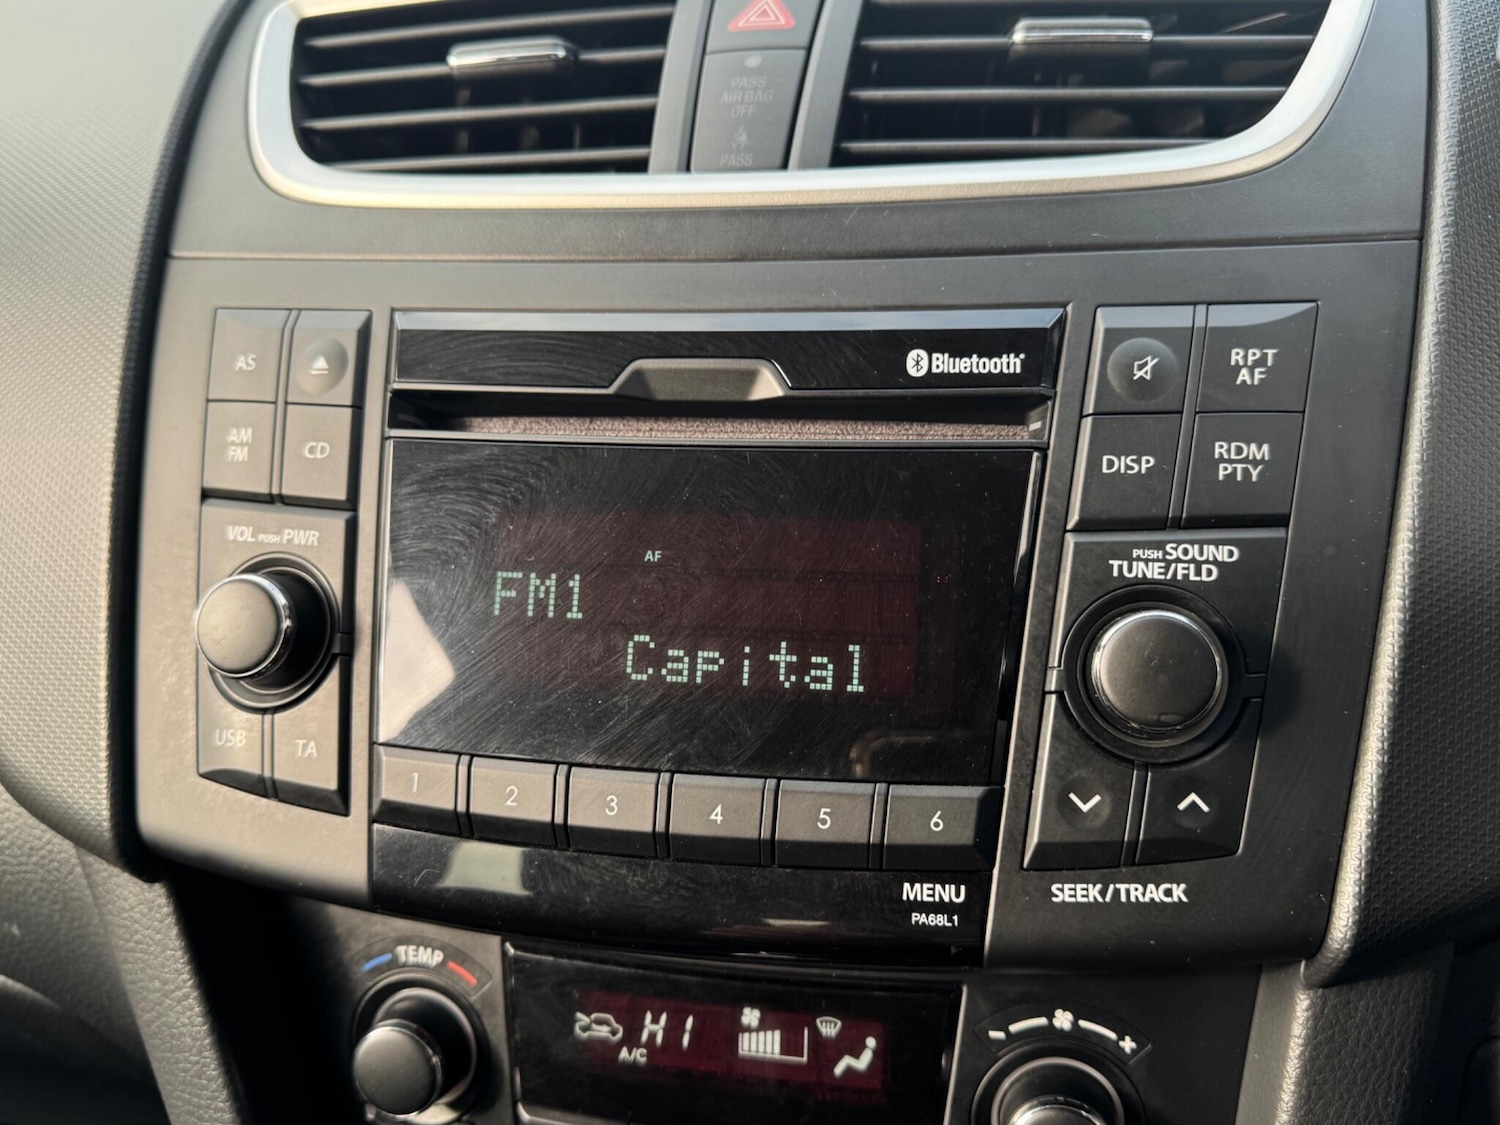 PASS
AIR BAG
OFF
PASS
Bluetooth®
AS
AM
FM
CD
RPT
AF
DISP
RDM
PTY
VOL PUSH PWR
PUSH SOUND
TUNE/FLD
AF
FM1
Capital
USB
TA
1
2
3
4
5
6
MENU
PA68L1
SEEK/TRACK
TEMP
HI
A/C
- +